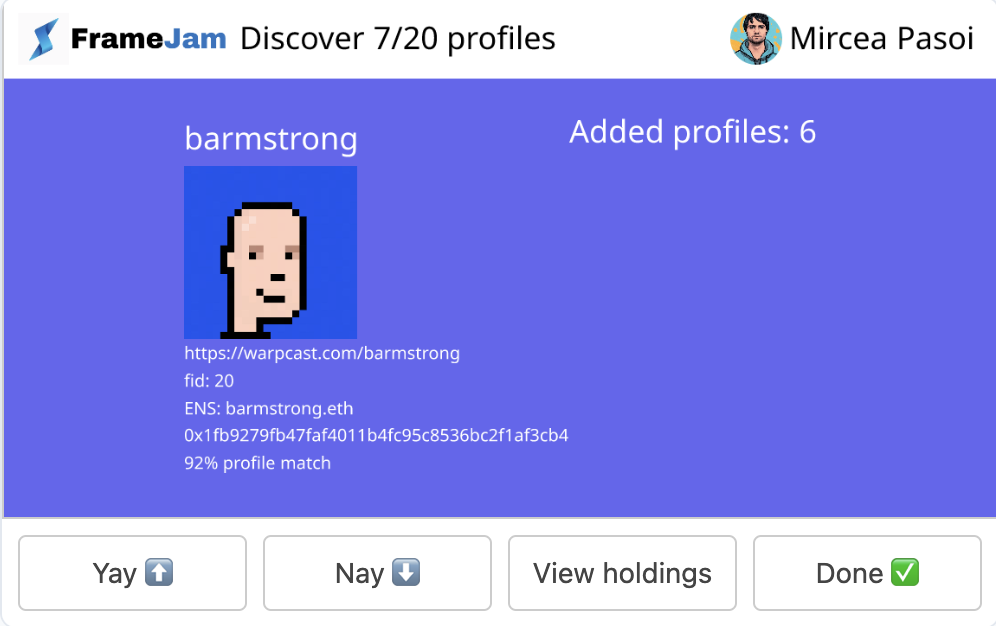 FrameJam Discover 7/20 profiles
Mircea Pasoi
barmstrong
Added profiles: 6
https://warpcast.com/barmstrong
fid: 20
ENS: barmstrong.eth
0x1fb9279fb47faf4011b4fc95c8536bc2f1af3cb4
92% profile match
Yay ⬆️
Nay ⬇️
View holdings
Done ✅